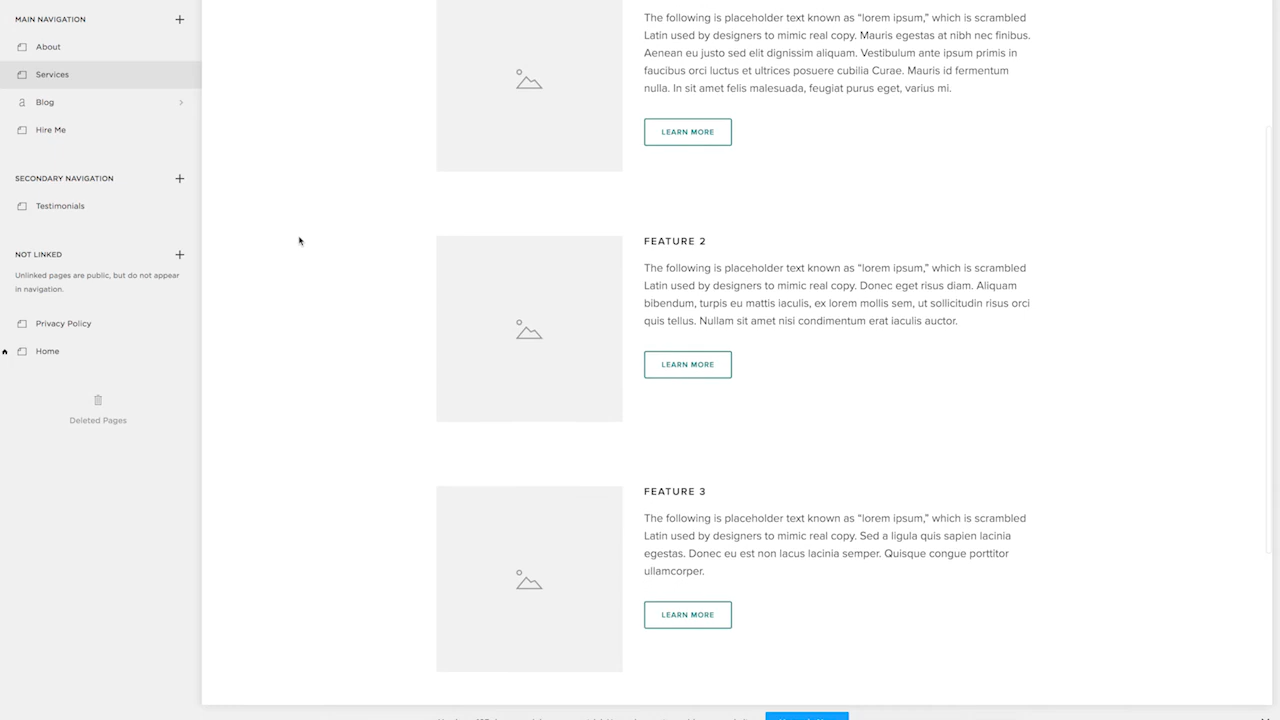 MAIN NAVIGATION
About
Services
Blog
Hire Me
SECONDARY NAVIGATION
Testimonials
NOT LINKED
Unlinked pages are public, but do not appear
in navigation.
Privacy Policy
Home
Deleted Pages
The following is placeholder text known as “lorem ipsum,” which is scrambled
Latin used by designers to mimic real copy. Mauris egestas at nibh nec finibus.
Aenean eu justo sed elit dignissim aliquam. Vestibulum ante ipsum primis in
faucibus orci luctus et ultrices posuere cubilia Curae. Mauris id fermentum
nulla. In sit amet felis malesuada, feugiat purus eget, varius mi.
LEARN MORE
FEATURE 2
The following is placeholder text known as “lorem ipsum,” which is scrambled
Latin used by designers to mimic real copy. Donec eget risus diam. Aliquam
bibendum, turpis eu mattis iaculis, ex lorem mollis sem, ut sollicitudin risus orci
quis tellus. Nullam sit amet nisi condimentum erat iaculis auctor.
LEARN MORE
FEATURE 3
The following is placeholder text known as “lorem ipsum,” which is scrambled
Latin used by designers to mimic real copy. Sed a ligula quis sapien lacinia
egestas. Donec eu est non lacus lacinia semper. Quisque congue porttitor
ullamcorper.
LEARN MORE